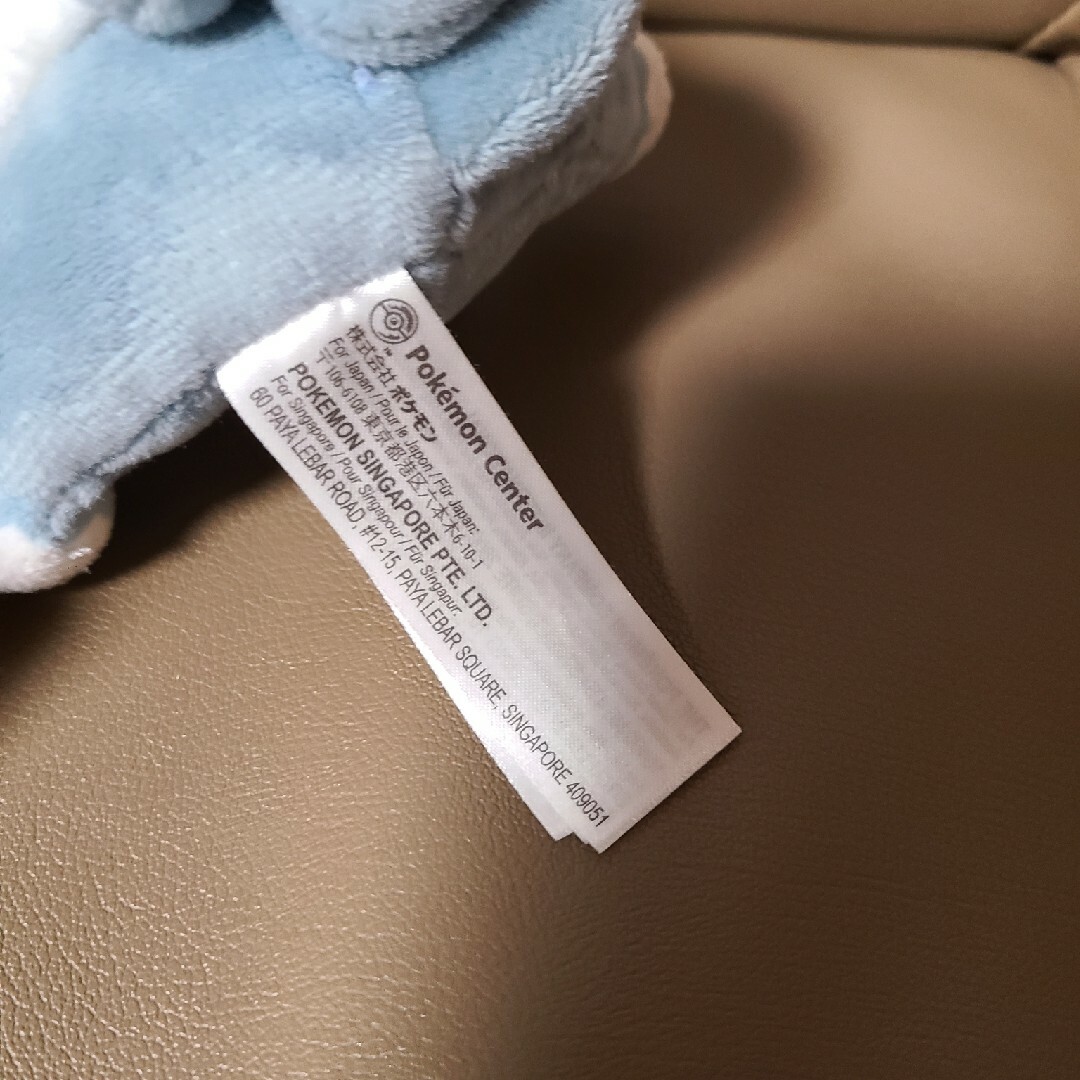 Pokémon Center
株式会社 ポケモン
For Japan / Pour le Japon / Für Japan:
〒106-6108 東京都港区六本木6-10-1
POKEMON SINGAPORE PTE. LTD.
For Singapore / Pour Singapour / Für Singapur:
60 PAYA LEBAR ROAD, #12-15, PAYA LEBAR SQUARE, SINGAPORE 409051